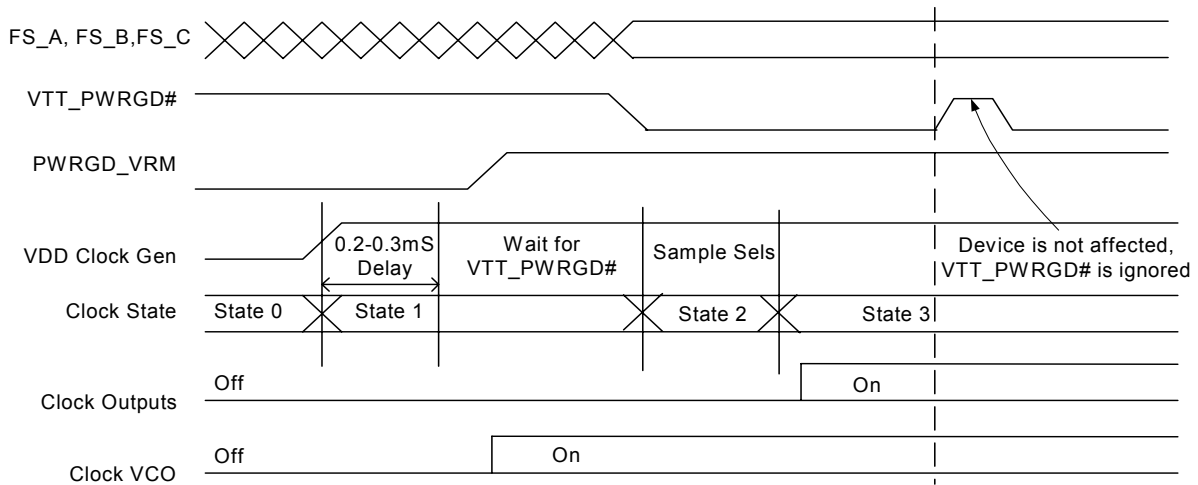 FS_A, FS_B,FS_C
VTT_PWRGD#
PWRGD_VRM
VDD Clock Gen
0.2-0.3mS
Delay
Wait for
VTT_PWRGD#
Sample Sels
Device is not affected,
VTT_PWRGD# is ignored
Clock State
State 0
State 1
State 2
State 3
Clock Outputs
Off
On
Clock VCO
Off
On